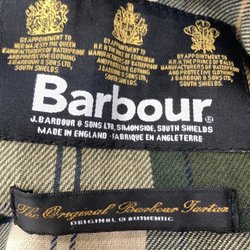 BY APPOINTMENT TO
HER MAJESTY THE QUEEN
MANUFACTURERS OF WATERPROOF
AND PROTECTIVE CLOTHING
J. BARBOUR & SONS LTD
SOUTH SHIELDS
BY APPOINTMENT TO
H.R.H. THE DUKE OF EDINBURGH
MANUFACTURERS OF WATERPROOF
AND PROTECTIVE CLOTHING
J. BARBOUR & SONS LTD.
SOUTH SHIELDS.
BY APPOINTMENT TO
H.R.H. THE PRINCE OF WALES
MANUFACTURERS OF WATERPROOF
AND PROTECTIVE CLOTHING
J. BARBOUR & SONS LTD
SOUTH SHIELDS.
Barbour
J. BARBOUR & SONS LTD, SIMONSIDE, SOUTH SHIELDS
MADE IN ENGLAND · FABRIQUE EN ANGLETERRE
The Original Barbour Tartan
ORIGINAL & AUTHENTIC